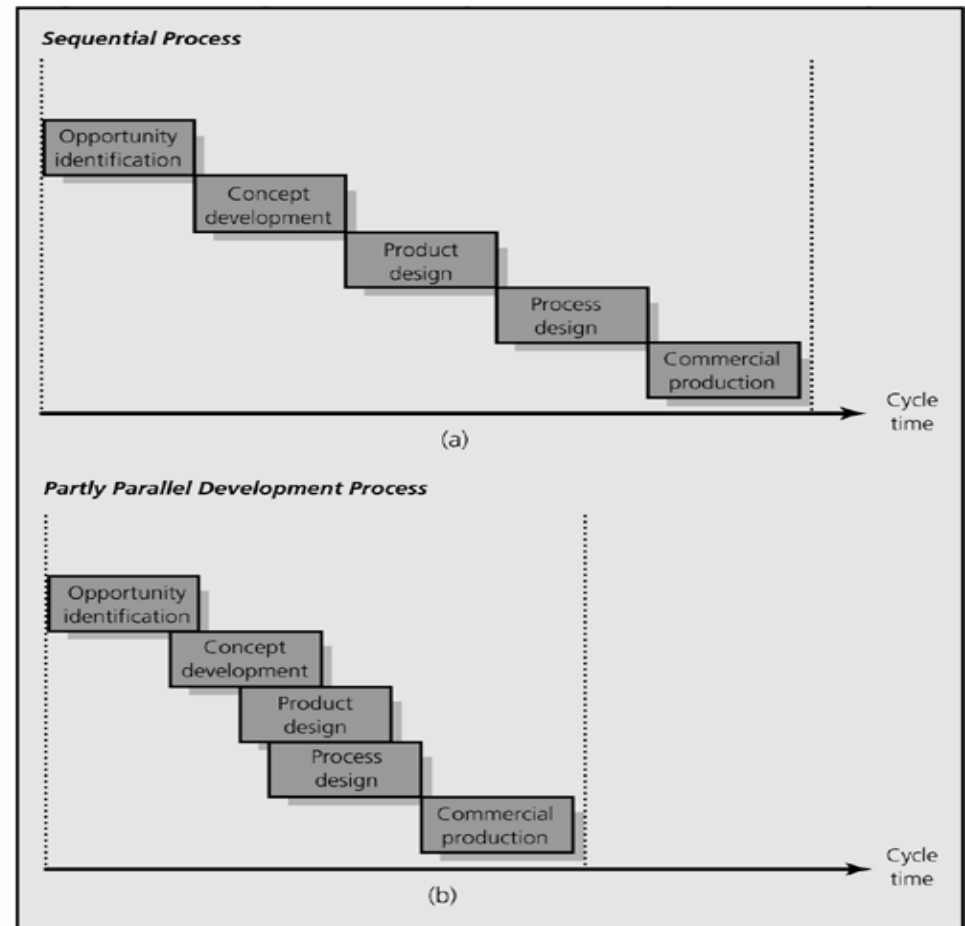 Sequential Process
Opportunity
identification
Concept
development
Product
design
Process
design
Commercial
production
Cycle
time
(a)
Partly Parallel Development Process
Opportunity
identification
Concept
development
Product
design
Process
design
Commercial
production
Cycle
time
(b)